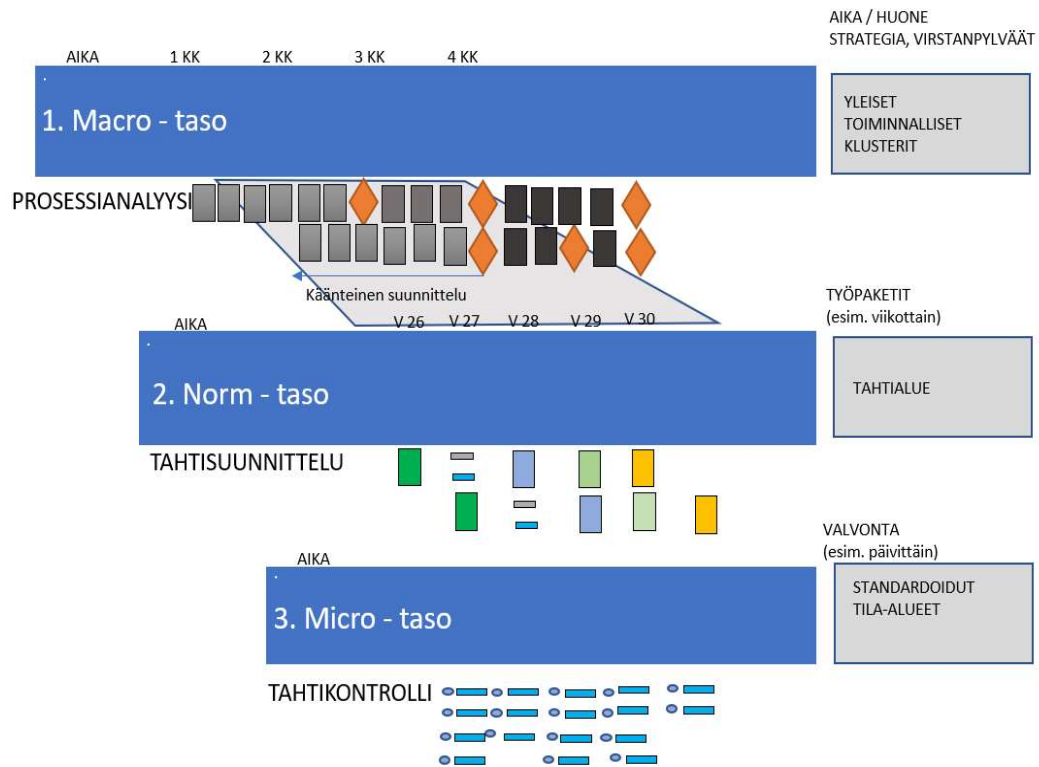 AIKA / HUONE
STRATEGIA, VIRSTANPYLVÄÄT
AIKA 1 KK 2 KK 3 KK 4 KK
1. Macro - taso
YLEISET
TOIMINNALLISET
KLUSTERIT
PROSESSIANALYYSI
Käänteinen suunnittelu
TYÖPAKETIT
(esim. viikottain)
AIKA V 26 V 27 V 28 V 29 V 30
2. Norm - taso
TAHTIALUE
TAHTISUUNNITTELU
VALVONTA
(esim. päivittäin)
AIKA
3. Micro - taso
STANDARDOIDUT
TILA-ALUEET
TAHTIKONTROLLI